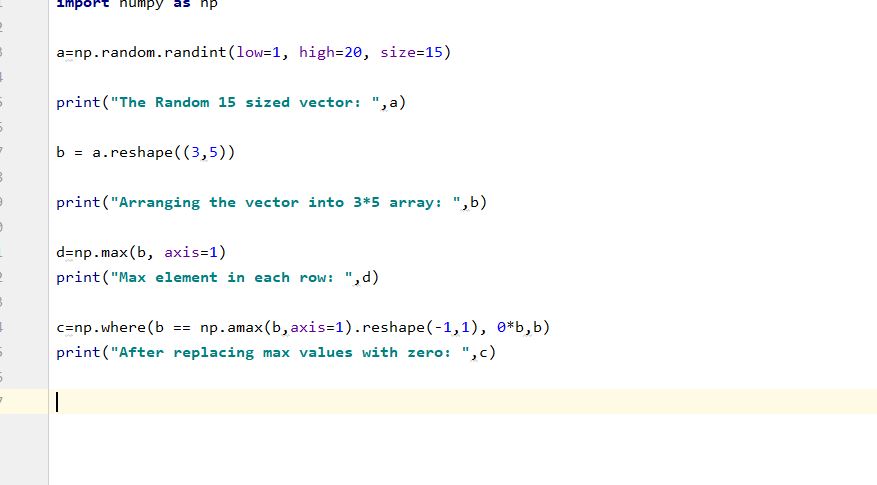 import numpy as np
a=np.random.randint(low=1, high=20, size=15)
print("The Random 15 sized vector: ",a)
b = a.reshape((3,5))
print("Arranging the vector into 3*5 array: ",b)
d=np.max(b, axis=1)
print("Max element in each row: ",d)
c=np.where(b == np.amax(b,axis=1).reshape(-1,1), 0*b,b)
print("After replacing max values with zero: ",c)